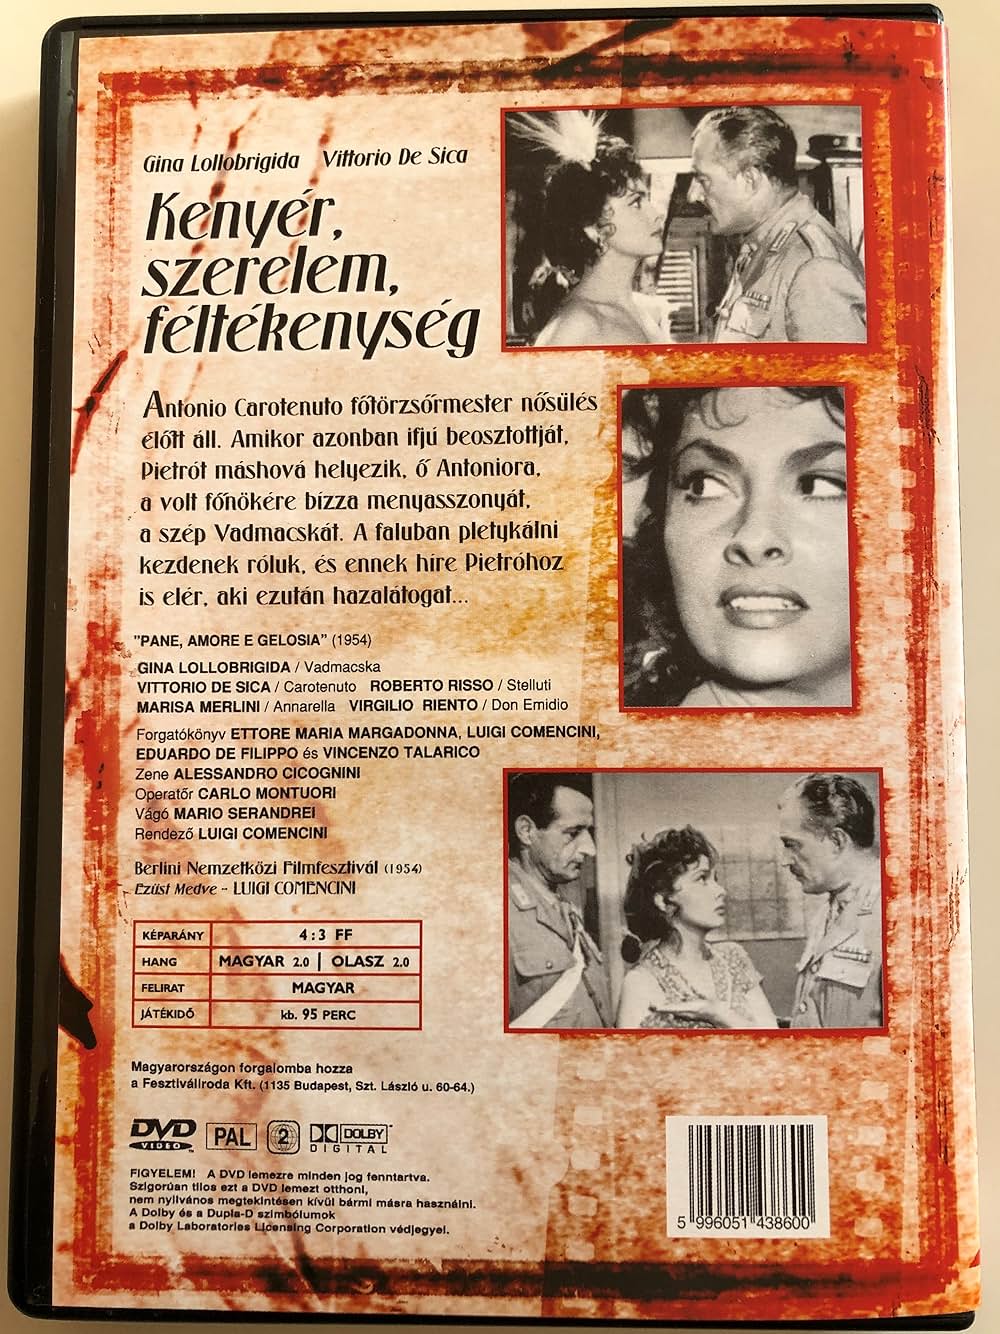 Gina Lollobrigida Vittorio De Sica
Kenyér,
szerelem,
féltékenység
Antonio Carotenuto főtörzsőrmester nősülés
előtt áll. Amikor azonban ifjú beosztottját,
Pietrót máshová helyezik, ő Antoniora,
a volt főnökére bízza menyasszonyát,
a szép Vadmacskát. A faluban pletykálni
kezdenek róluk, és ennek híre Pietróhoz
is elér, aki ezután hazalátogat...
"PANE, AMORE E GELOSIA" (1954)
GINA LOLLOBRIGIDA / Vadmacska
VITTORIO DE SICA / Carotenuto ROBERTO RISSO / Stelluti
MARISA MERLINI / Annarella VIRGILIO RIENTO / Don Emidio
Forgatókönyv ETTORE MARIA MARGADONNA, LUIGI COMENCINI,
EDUARDO DE FILIPPO és VINCENZO TALARICO
Zene ALESSANDRO CICOGNINI
Operatőr CARLO MONTUORI
Vágó MARIO SERANDREI
Rendező LUIGI COMENCINI
Berlini Nemzetközi Filmfesztivál (1954)
Ezüst Medve - LUIGI COMENCINI
KÉPARÁNY 4:3 FF
HANG MAGYAR 2.0 | OLASZ 2.0
FELIRAT MAGYAR
JÁTÉKIDŐ kb. 95 PERC
Magyarországon forgalomba hozza
a Fesztiváliroda Kft. (1135 Budapest, Szt. László u. 60-64.)
DVD VIDEO PAL 2 DOLBY DIGITAL
FIGYELEM! A DVD lemezre minden jog fenntartva.
Szigorúan tilos ezt a DVD lemezt otthoni,
nem nyilvános megtekintésen kívül bármi másra használni.
A Dolby és a Dupla-D szimbólumok
a Dolby Laboratories Licensing Corporation védjegyei.
5 996051 438600